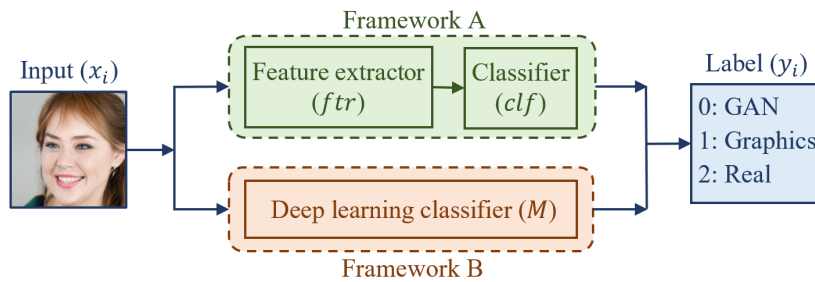 Framework A
Input (𝑥𝑖)
Feature extractor
(𝑓𝑡𝑟)
Classifier
(𝑐𝑙𝑓)
Label (𝑦𝑖)
0: GAN
1: Graphics
2: Real
Deep learning classifier (𝑀)
Framework B